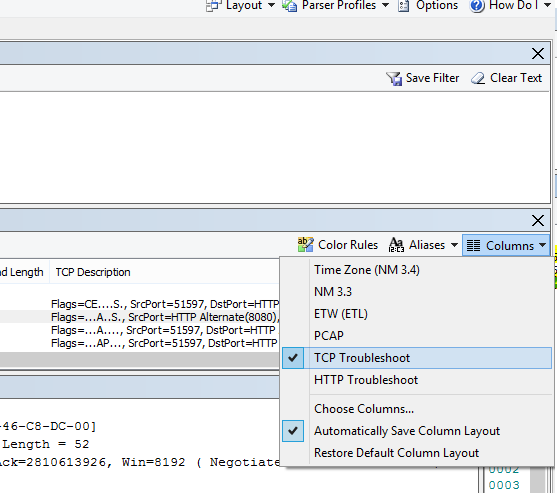 Layout Parser Profiles Options How Do I
Save Filter Clear Text
Color Rules Aliases Columns
Length TCP Description
Time Zone (NM 3.4)
NM 3.3
ETW (ETL)
PCAP
TCP Troubleshoot
HTTP Troubleshoot
Choose Columns...
Automatically Save Column Layout
Restore Default Column Layout
Flags=CE....S., SrcPort=51597, DstPort=HTTP
Flags=...A..S., SrcPort=HTTP Alternate(8080),
Flags=...A...., SrcPort=51597, DstPort=HTTP
Flags=...AP..., SrcPort=51597, DstPort=HTTP
-46-C8-DC-00]
Length = 52
Ack=2810613926, Win=8192 ( Negotiate
0002
0003